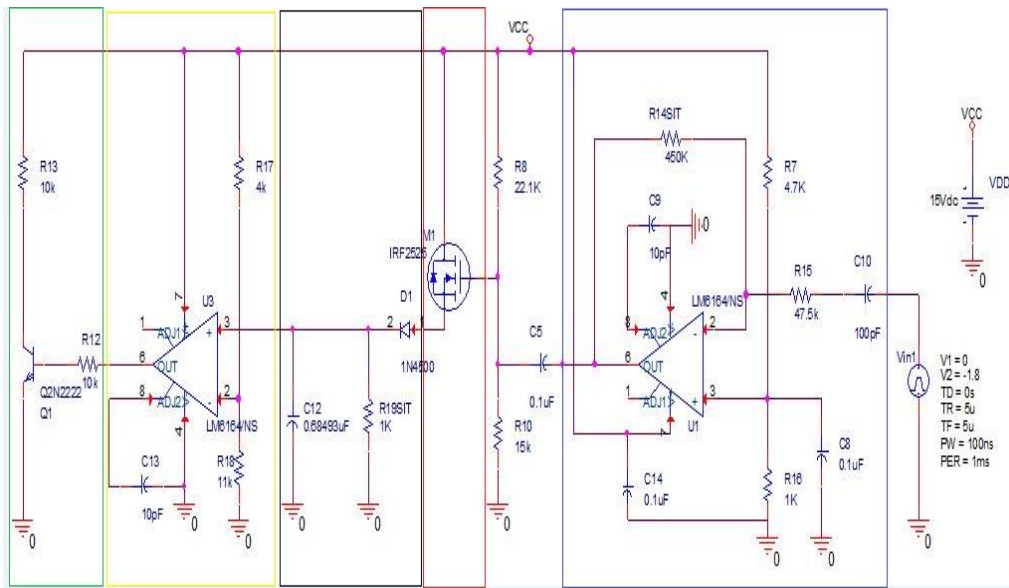 VCC
R14SIT
450K
R13
10k
R17
4k
R8
22.1K
R7
4.7K
VCC
VDD
15Vdc
0
C9
10pF
0
M1
IRF2525
R15
47.5k
C10
100pF
U3
7
1
ADJ1
3
+
D1
2
1
1N4500
4
LM6164/NS
8
ADJ2
-
2
R12
10k
6
OUT
C5
0.1uF
6
OUT
Vin1
V1 = 0
V2 = -1.8
TD = 0s
TR = 5u
TF = 5u
PW = 100ns
PER = 1ms
Q2N2222
Q1
8
ADJ2
-
2
4
LM6164/NS
C12
0.68493uF
R19SIT
1K
1
ADJ1
+
3
7
U1
C13
10pF
R18
11k
R10
15k
C14
0.1uF
R16
1K
C8
0.1uF
0
0
0
0
0
0
0
0
0